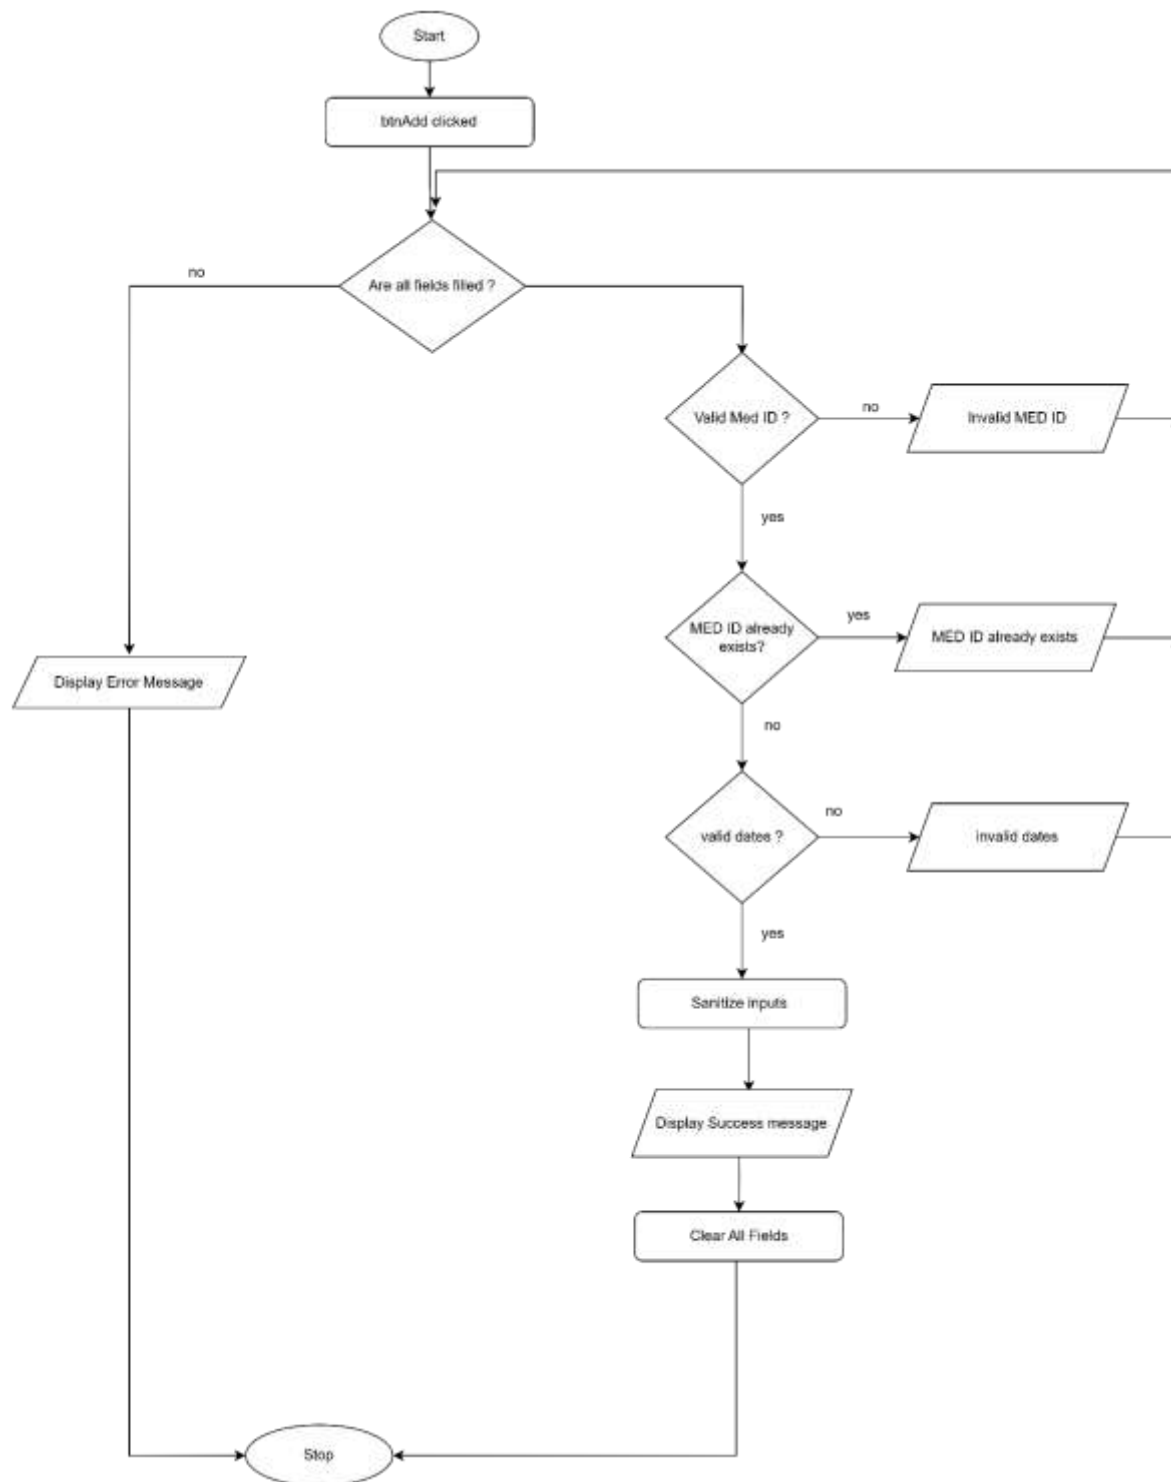 Start
btnAdd clicked
no
Are all fields filled ?
Valid Med ID ?
no
Invalid MED ID
yes
MED ID already
exists?
yes
MED ID already exists
Display Error Message
no
valid dates ?
no
invalid dates
yes
Sanitize inputs
Display Success message
Clear All Fields
Stop